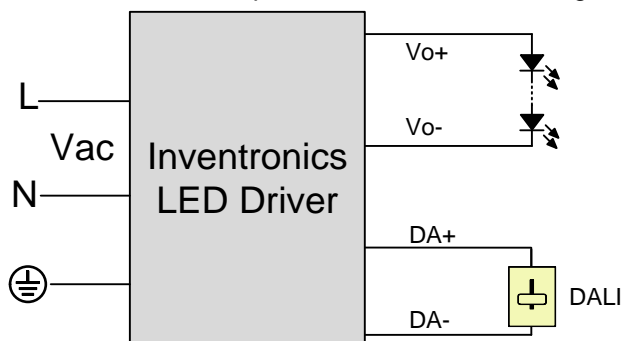 Vo+
L
Vo-
Vac
Inventronics
LED Driver
N
DA+
DALI
DA-